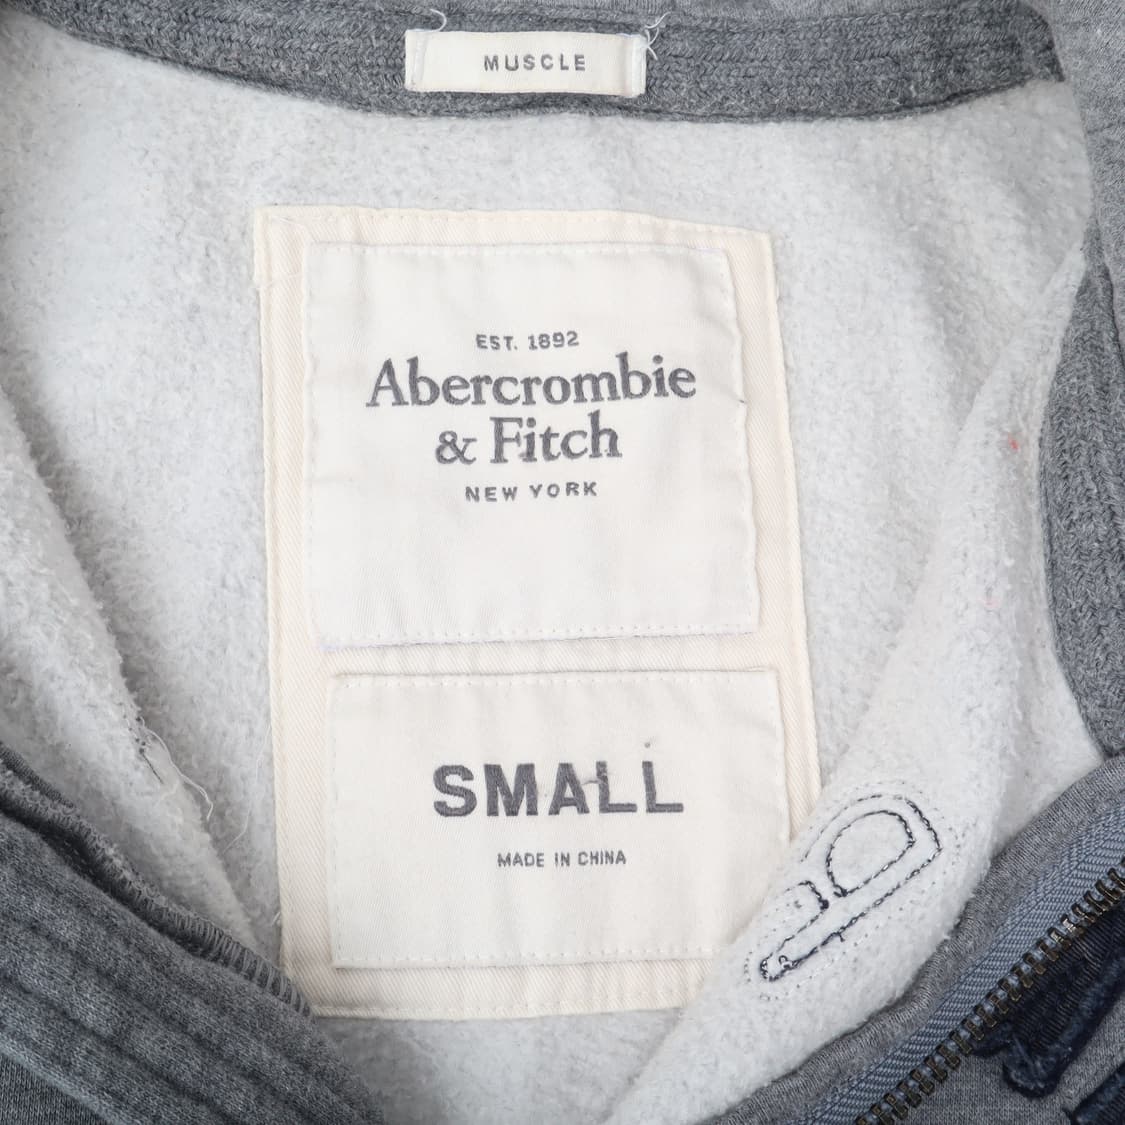 MUSCLE
EST. 1892
Abercrombie
& Fitch
NEW YORK
SMALL
MADE IN CHINA